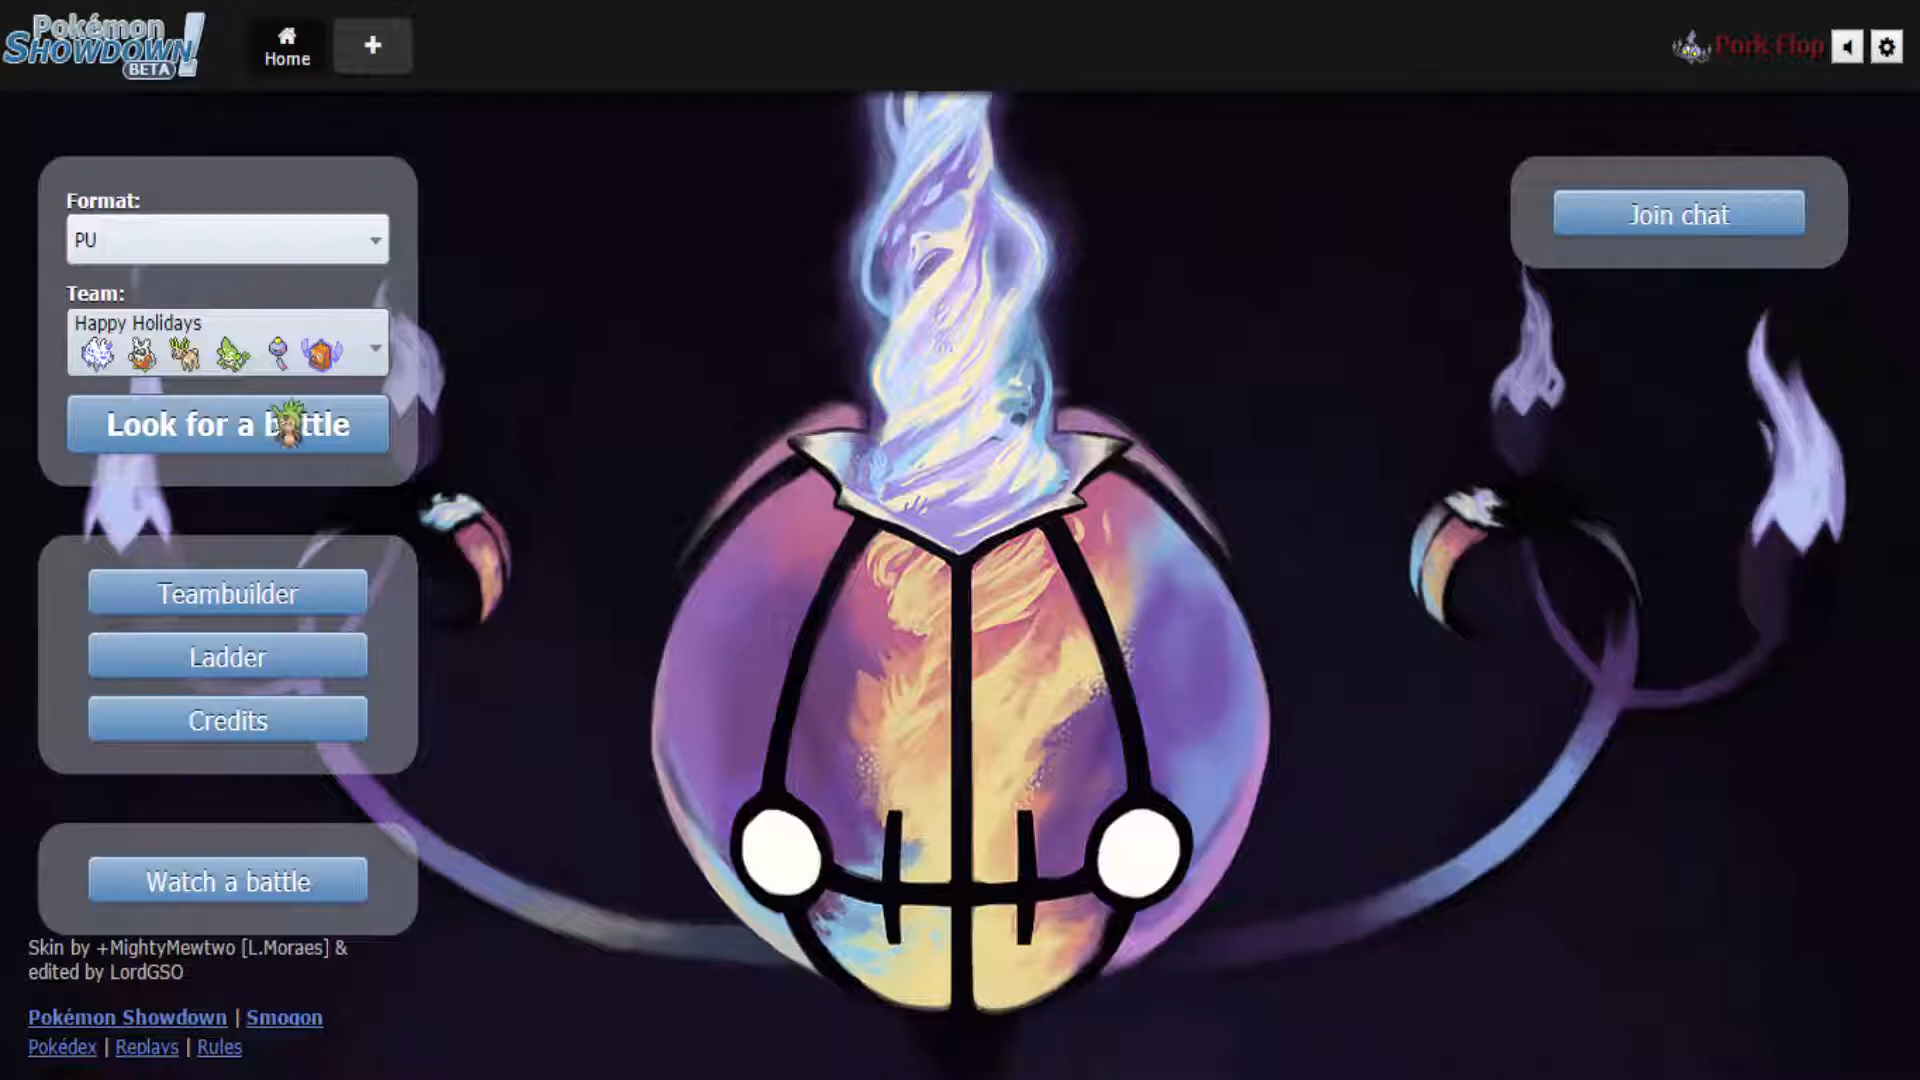 Pokémon
SHOWDOWN!
BETA
Home
Pork-Flop
Format:
PU
Team:
Happy Holidays
Look for a battle
Join chat
Teambuilder
Ladder
Credits
Watch a battle
Skin by +MightyMewtwo [L.Moraes] &
edited by LordGSO
Pokémon Showdown | Smogon
Pokédex | Replays | Rules